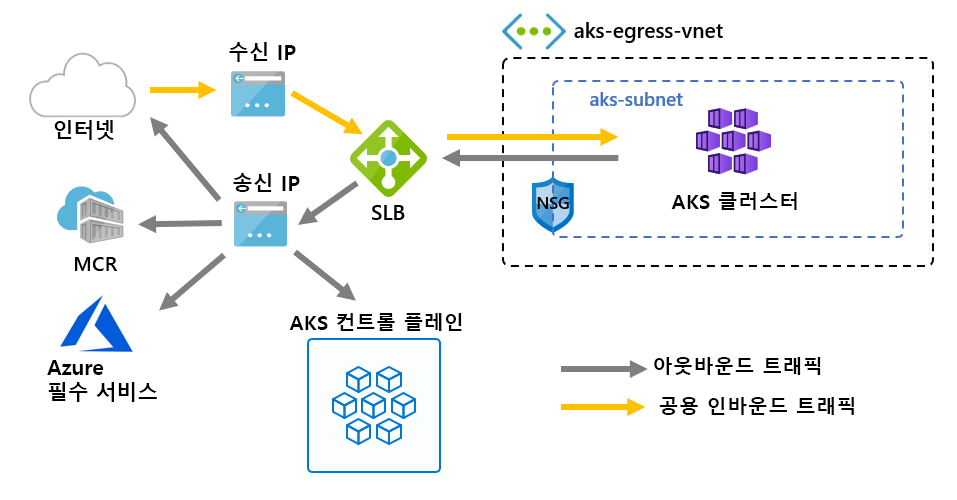 수신 IP
aks-egress-vnet
aks-subnet
인터넷
송신 IP
SLB
NSG
AKS 클러스터
MCR
AKS 컨트롤 플레인
Azure
필수 서비스
아웃바운드 트래픽
공용 인바운드 트래픽